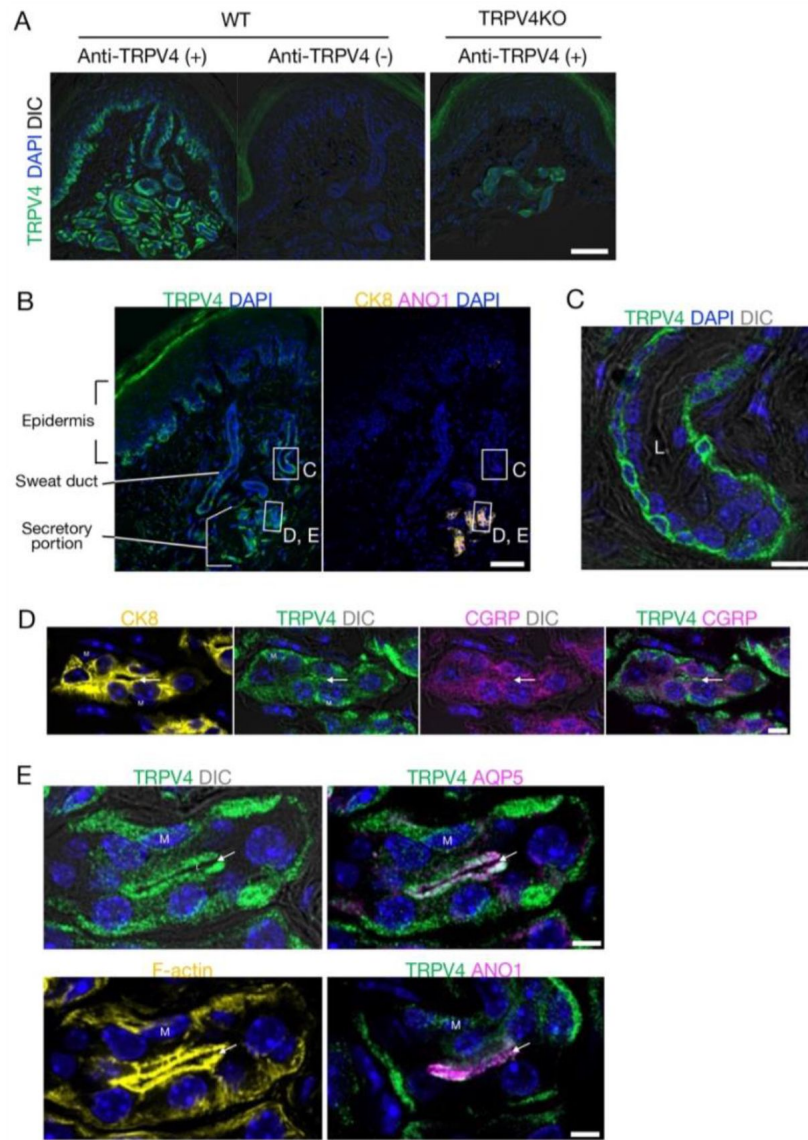 A
WT
TRPV4KO
Anti-TRPV4 (+)
Anti-TRPV4 (-)
Anti-TRPV4 (+)
TRPV4 DAPI DIC
B
TRPV4 DAPI
CK8 ANO1 DAPI
C
TRPV4 DAPI DIC
Epidermis
Sweat duct
Secretory
portion
C
D, E
C
D, E
L
D
CK8
TRPV4 DIC
CGRP DIC
TRPV4 CGRP
M
M
M
M
E
TRPV4 DIC
TRPV4 AQP5
M
L
M
F-actin
TRPV4 ANO1
M
M